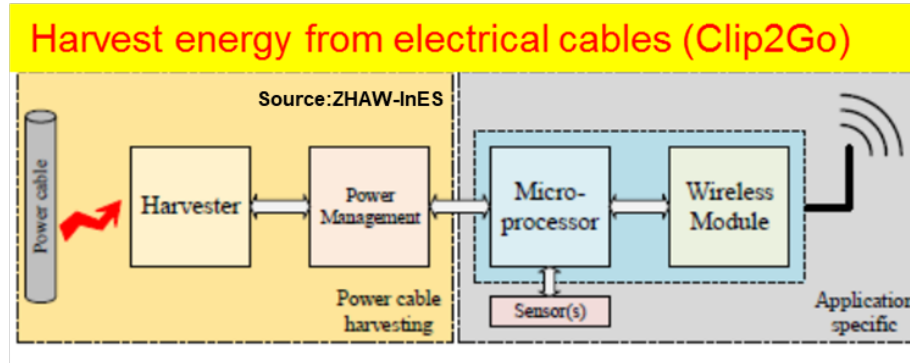 Harvest energy from electrical cables (Clip2Go)
Source:ZHAW-InES
Power cable
Harvester
Power
Management
Micro-
processor
Wireless
Module
Sensor(s)
Power cable
harvesting
Application
specific